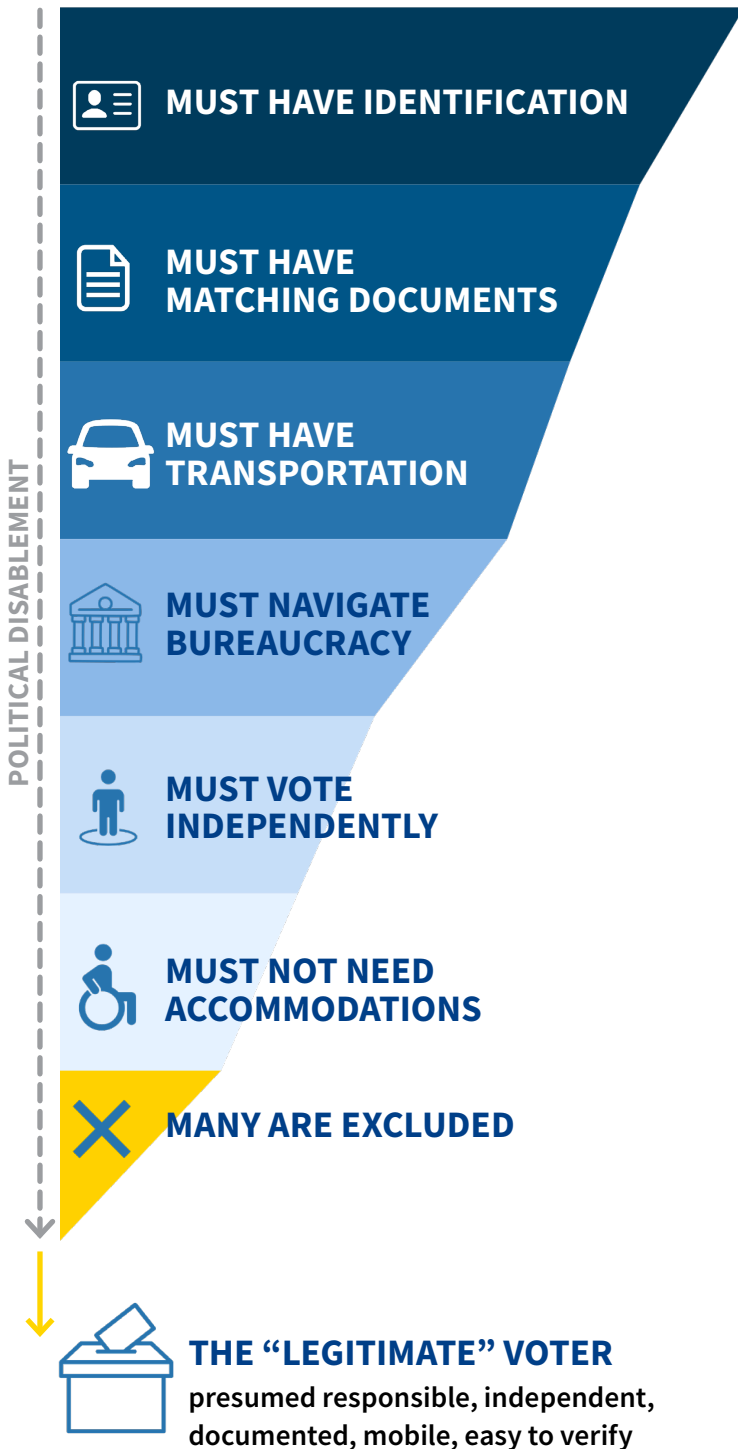 MUST HAVE IDENTIFICATION
MUST HAVE
MATCHING DOCUMENTS
MUST HAVE
TRANSPORTATION
POLITICAL DISABLEMENT
MUST NAVIGATE
BUREAUCRACY
MUST VOTE
INDEPENDENTLY
MUST NOT NEED
ACCOMMODATIONS
MANY ARE EXCLUDED
THE “LEGITIMATE” VOTER
presumed responsible, independent,
documented, mobile, easy to verify